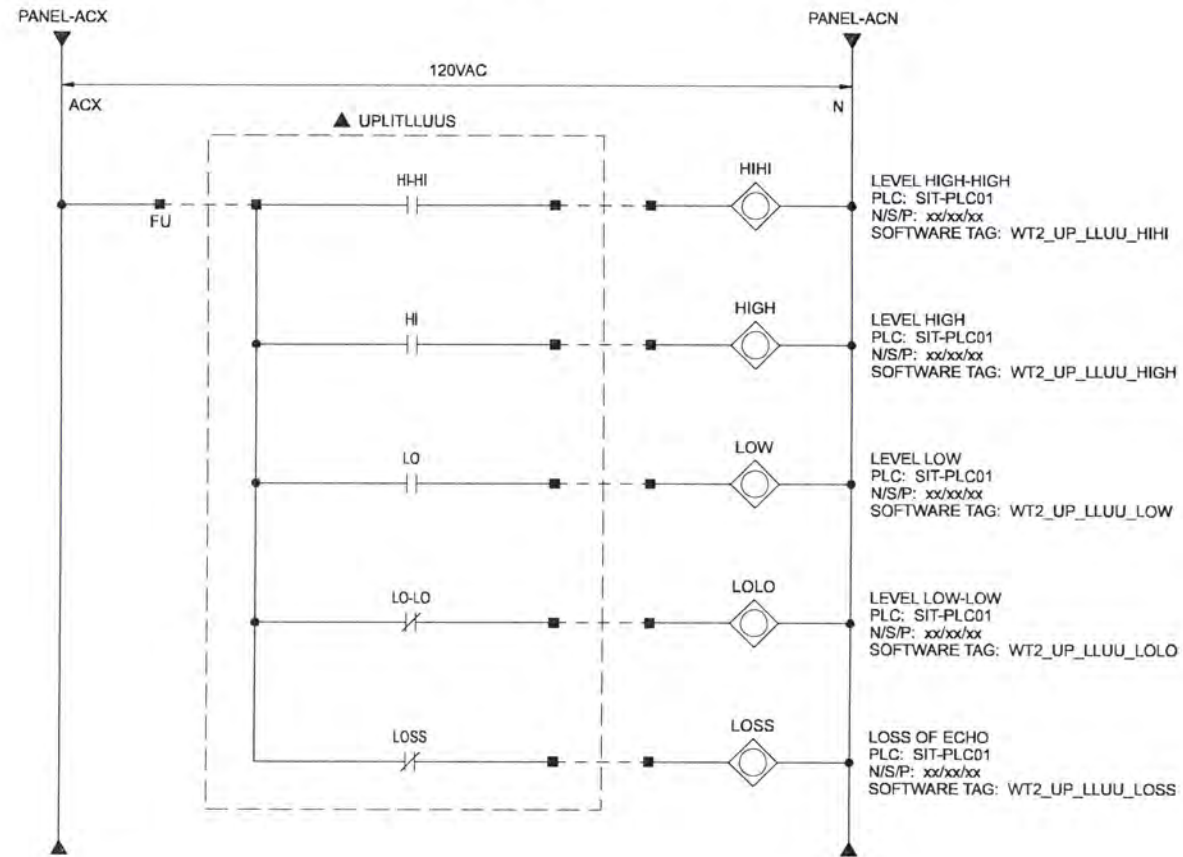 PANEL-ACX
PANEL-ACN
120VAC
ACX
N
▲ UPLITLLUUS
FU
HI-HI
HIHI
LEVEL HIGH-HIGH
PLC: SIT-PLC01
N/S/P: xx/xx/xx
SOFTWARE TAG: WT2_UP_LLUU_HIHI
HI
HIGH
LEVEL HIGH
PLC: SIT-PLC01
N/S/P: xx/xx/xx
SOFTWARE TAG: WT2_UP_LLUU_HIGH
LO
LOW
LEVEL LOW
PLC: SIT-PLC01
N/S/P: xx/xx/xx
SOFTWARE TAG: WT2_UP_LLUU_LOW
LO-LO
LOLO
LEVEL LOW-LOW
PLC: SIT-PLC01
N/S/P: xx/xx/xx
SOFTWARE TAG: WT2_UP_LLUU_LOLO
LOSS
LOSS
LOSS OF ECHO
PLC: SIT-PLC01
N/S/P: xx/xx/xx
SOFTWARE TAG: WT2_UP_LLUU_LOSS